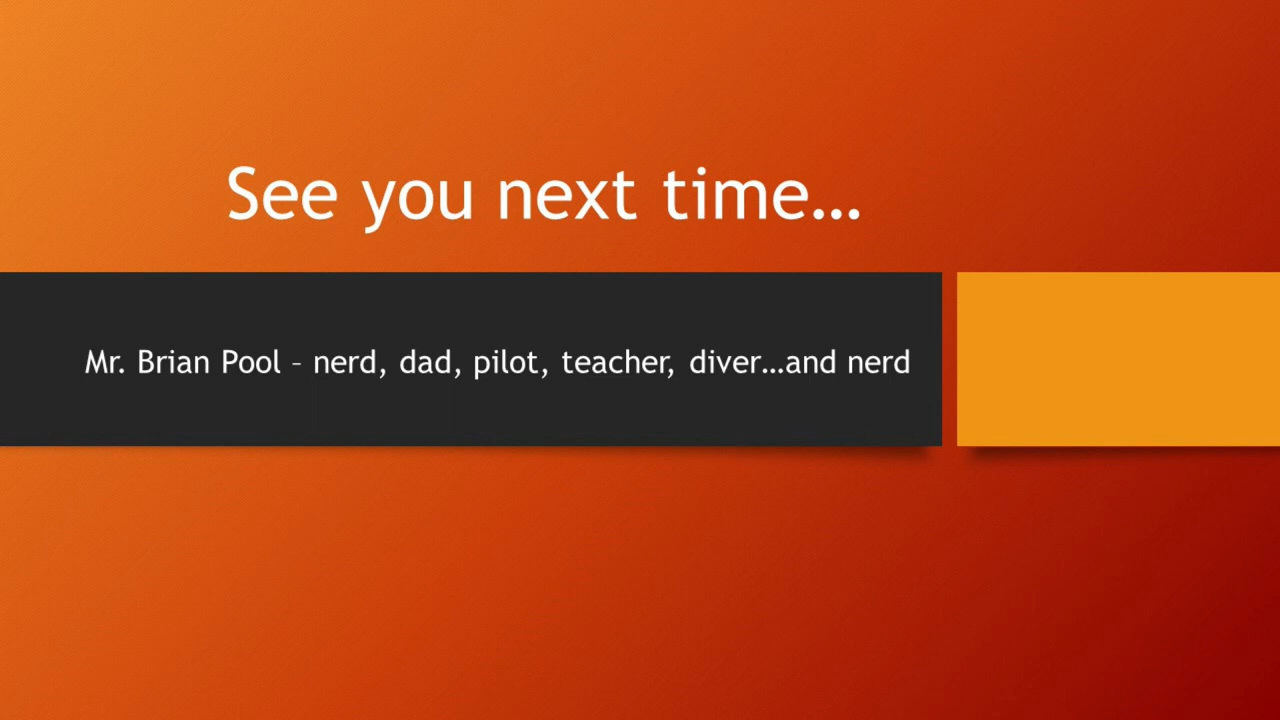 See you next time…
Mr. Brian Pool – nerd, dad, pilot, teacher, diver…and nerd